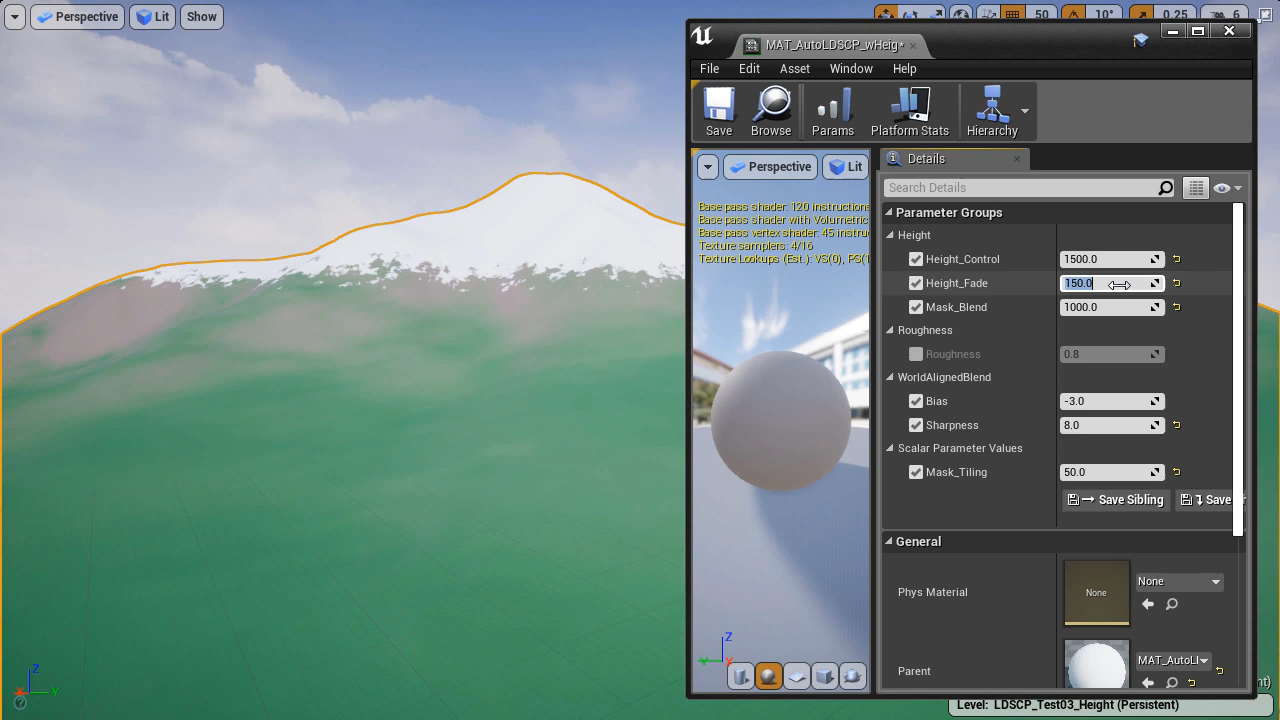 Perspective Lit Show
50 10° 0.25 6
MAT_AutoLDSCP_wHeig*
File Edit Asset Window Help
Save Browse Params Platform Stats Hierarchy
Perspective Lit
Base pass shader: 120 instructions
Base pass shader with Volumetric
Base pass vertex shader: 45 instru
Texture samplers: 4/16
Texture Lookups (Est.): VS(0), PS(1
Details
Search Details
Parameter Groups
Height
Height_Control 1500.0
Height_Fade 150.0
Mask_Blend 1000.0
Roughness
Roughness 0.8
WorldAlignedBlend
Bias -3.0
Sharpness 8.0
Scalar Parameter Values
Mask_Tiling 50.0
Save Sibling Save
General
Phys Material None None
Parent MAT_AutoLI
Z
Y
X
Z
Y
X
Level: LDSCP_Test03_Height (Persistent)